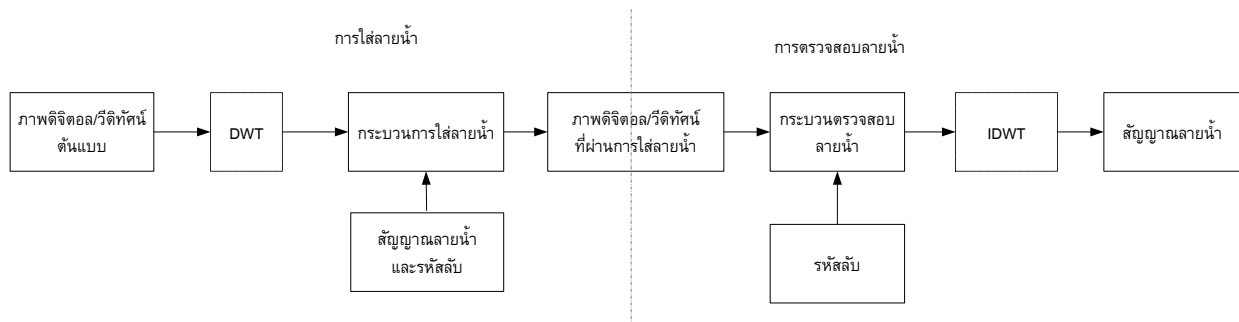 การใส่ลายน้ำ
การตรวจสอบลายน้ำ
ภาพดิจิตอล/วีดิทัศน์
ต้นแบบ
DWT
กระบวนการใส่ลายน้ำ
ภาพดิจิตอล/วีดิทัศน์
ที่ผ่านการใส่ลายน้ำ
กระบวนตรวจสอบ
ลายน้ำ
IDWT
สัญญาณลายน้ำ
สัญญาณลายน้ำ
และรหัสลับ
รหัสลับ